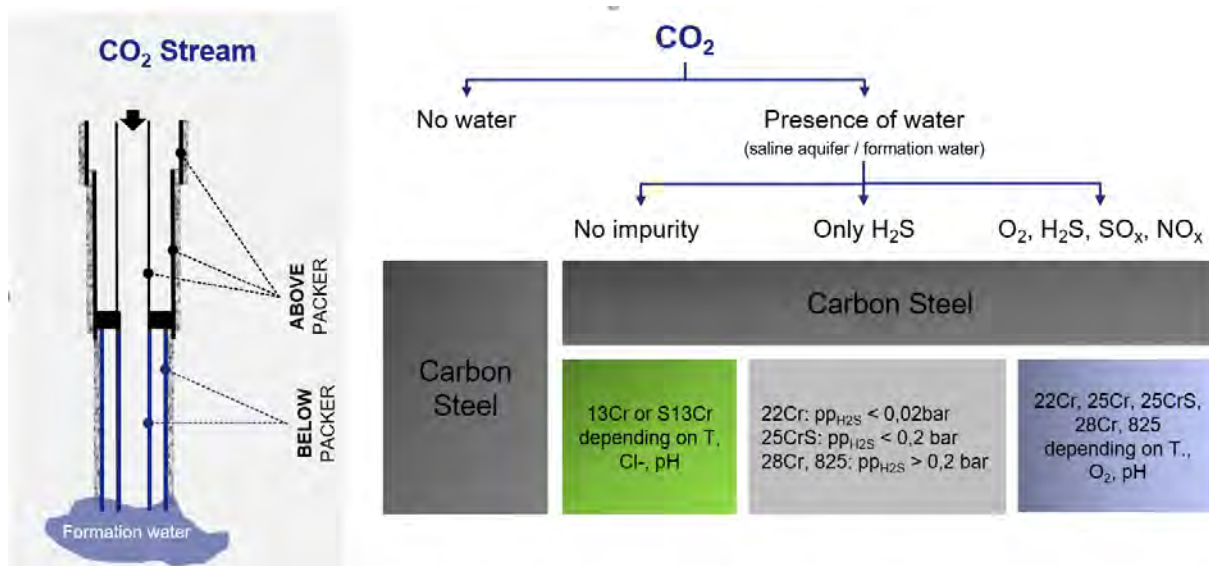 CO₂ Stream
ABOVE
PACKER
BELOW
PACKER
Formation water
CO₂
No water
Presence of water
(saline aquifer / formation water)
No impurity
Only H₂S
O₂, H₂S, SOₓ, NOₓ
Carbon
Steel
Carbon Steel
13Cr or S13Cr
depending on T,
Cl-, pH
22Cr: pp_H2S < 0,02bar
25CrS: pp_H2S < 0,2 bar
28Cr, 825: pp_H2S > 0,2 bar
22Cr, 25Cr, 25CrS,
28Cr, 825
depending on T.,
O₂, pH